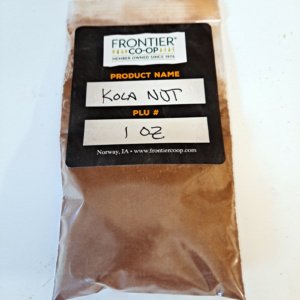 FRONTIER®
CO-OP
MEMBER OWNED SINCE 1976
PRODUCT NAME
KOLA NUT
PLU #
1 OZ
Norway, IA • www.frontiercoop.com